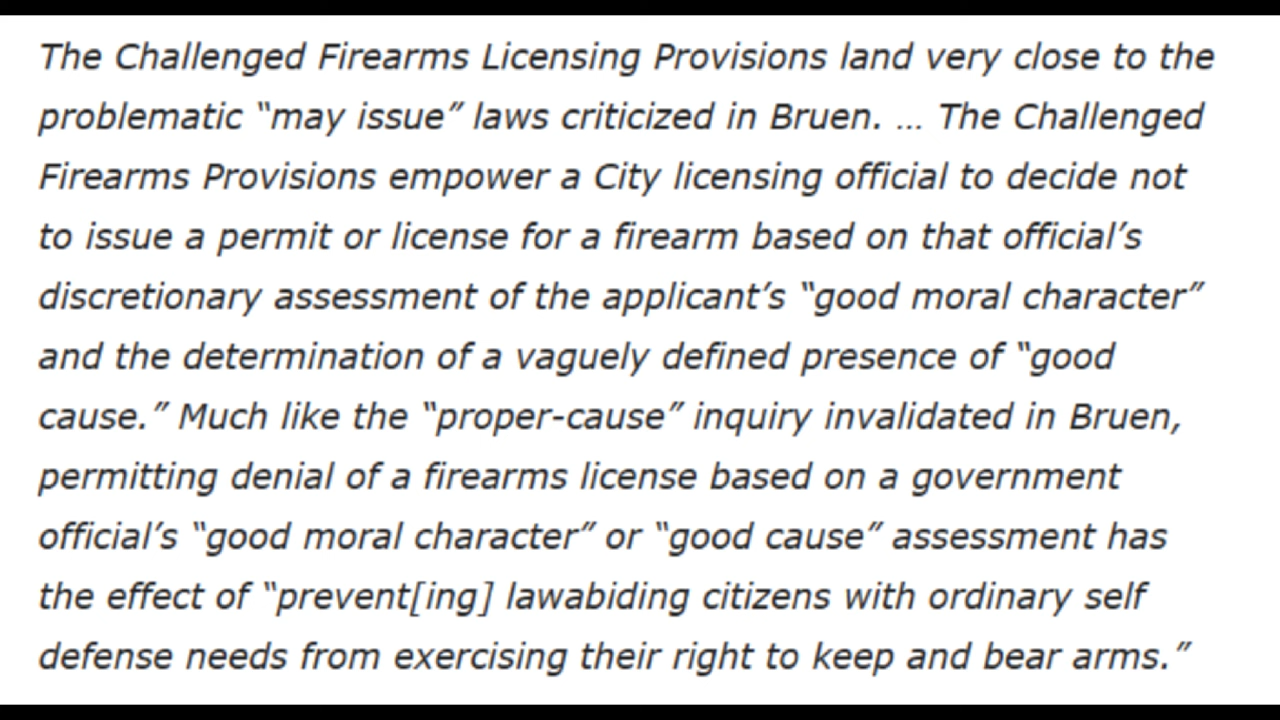 The Challenged Firearms Licensing Provisions land very close to the
problematic “may issue” laws criticized in Bruen. … The Challenged
Firearms Provisions empower a City licensing official to decide not
to issue a permit or license for a firearm based on that official’s
discretionary assessment of the applicant’s “good moral character”
and the determination of a vaguely defined presence of “good
cause.” Much like the “proper-cause” inquiry invalidated in Bruen,
permitting denial of a firearms license based on a government
official’s “good moral character” or “good cause” assessment has
the effect of “prevent[ing] lawabiding citizens with ordinary self
defense needs from exercising their right to keep and bear arms.”